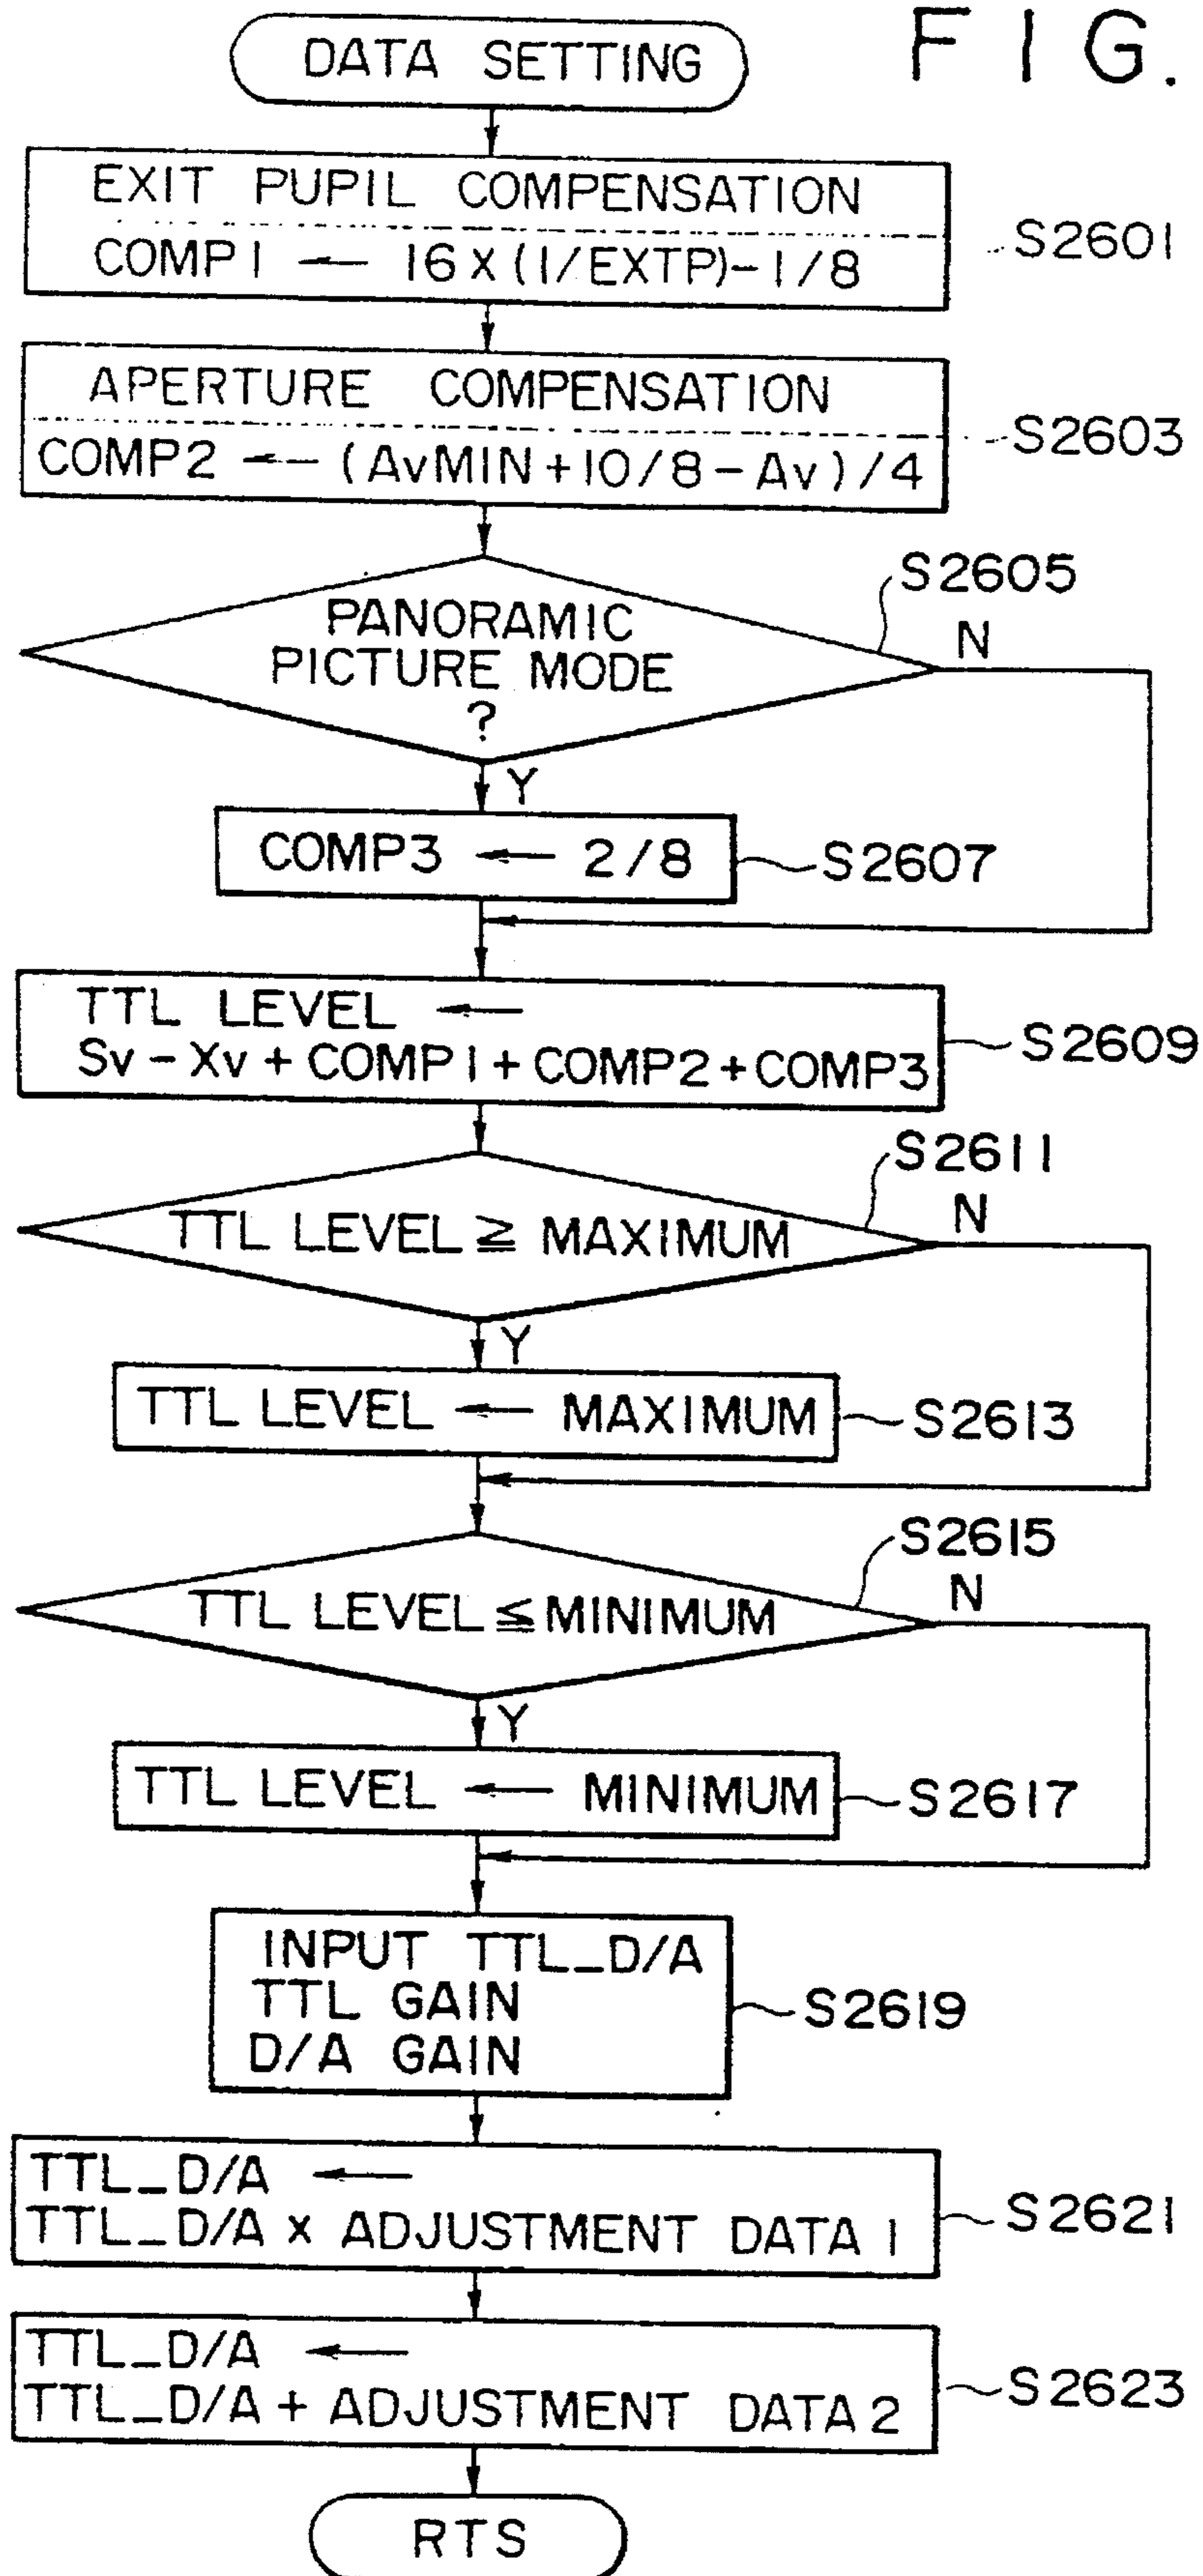 FIG.
DATA SETTING
EXIT PUPIL COMPENSATION
COMP1 ← 16 x (1/EXTP) - 1/8
S2601
APERTURE COMPENSATION
COMP2 ← (AvMIN + 10/8 - Av) / 4
S2603
S2605
PANORAMIC
PICTURE MODE
?
N
Y
COMP3 ← 2/8
S2607
TTL LEVEL ←
Sv - Xv + COMP1 + COMP2 + COMP3
S2609
S2611
TTL LEVEL ≧ MAXIMUM
N
Y
TTL LEVEL ← MAXIMUM
S2613
S2615
TTL LEVEL ≦ MINIMUM
N
Y
TTL LEVEL ← MINIMUM
S2617
INPUT TTL_D/A
TTL GAIN
D/A GAIN
S2619
TTL_D/A ←
TTL_D/A x ADJUSTMENT DATA 1
S2621
TTL_D/A ←
TTL_D/A + ADJUSTMENT DATA 2
S2623
RTS